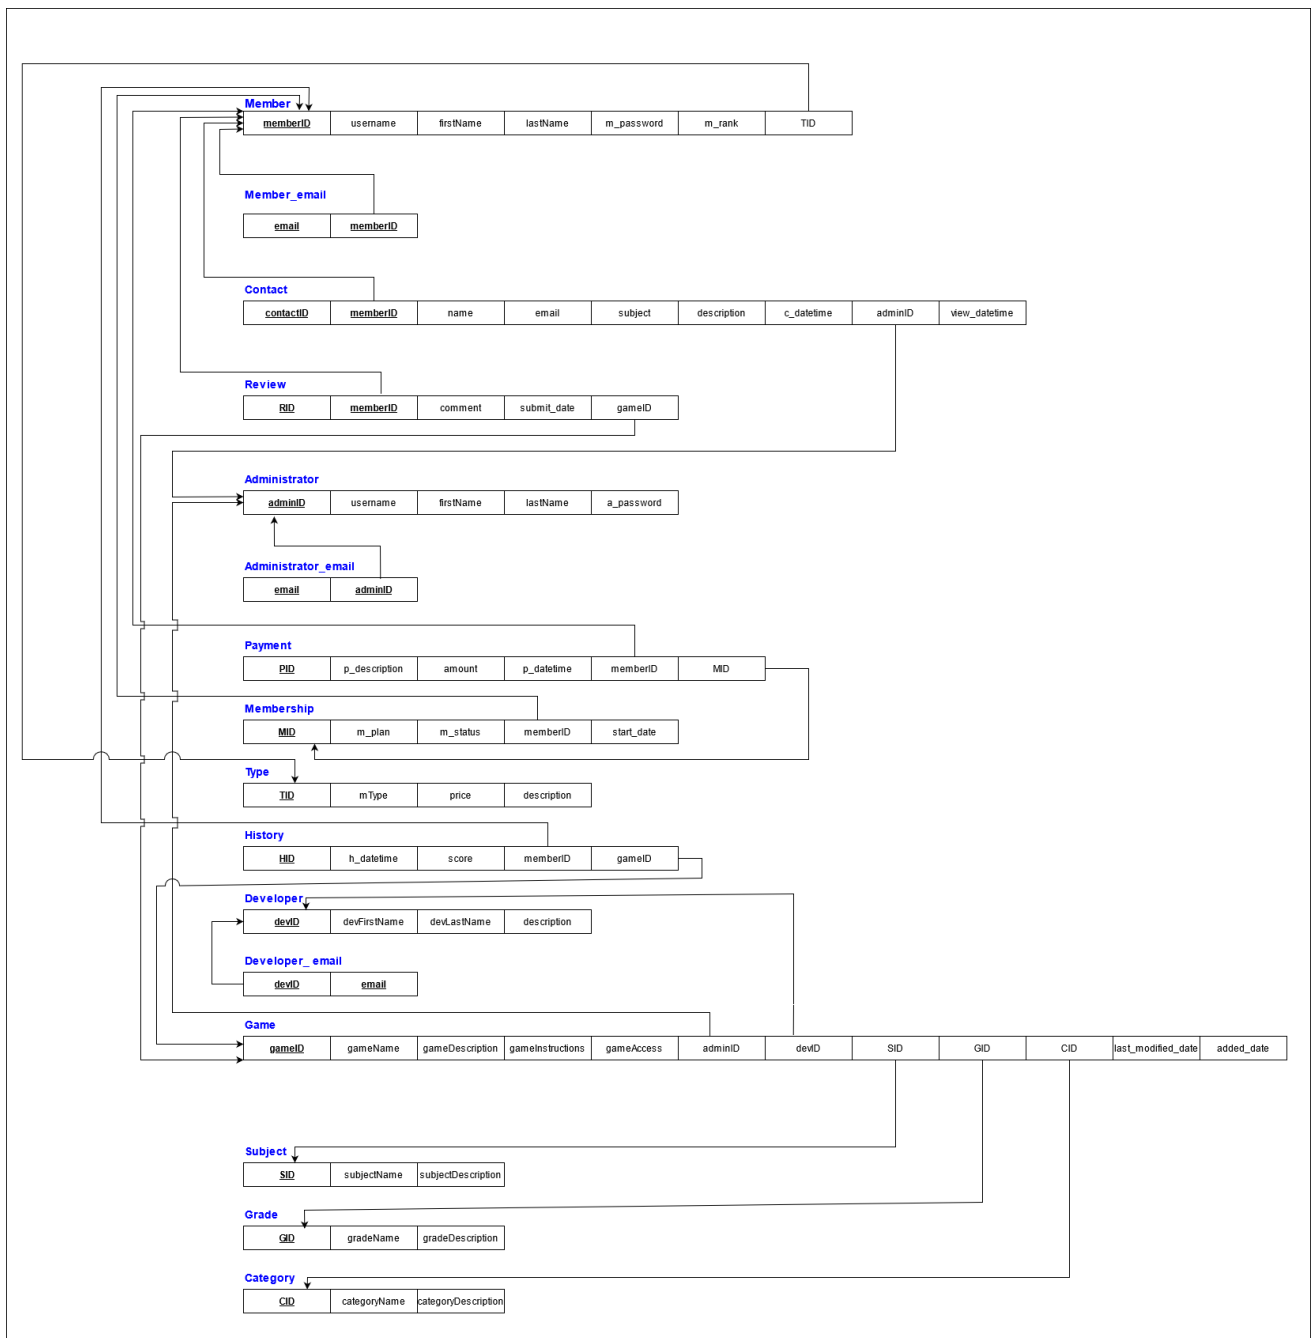 Member
memberID username firstName lastName m_password m_rank TID
Member_email
email memberID
Contact
contactID memberID name email subject description c_datetime adminID view_datetime
Review
RID memberID comment submit_date gameID
Administrator
adminID username firstName lastName a_password
Administrator_email
email adminID
Payment
PID p_description amount p_datetime memberID MID
Membership
MID m_plan m_status memberID start_date
Type
TID mType price description
History
HID h_datetime score memberID gameID
Developer
devID devFirstName devLastName description
Developer_ email
devID email
Game
gameID gameName gameDescription gameInstructions gameAccess adminID devID SID GID CID last_modified_date added_date
Subject
SID subjectName subjectDescription
Grade
GID gradeName gradeDescription
Category
CID categoryName categoryDescription